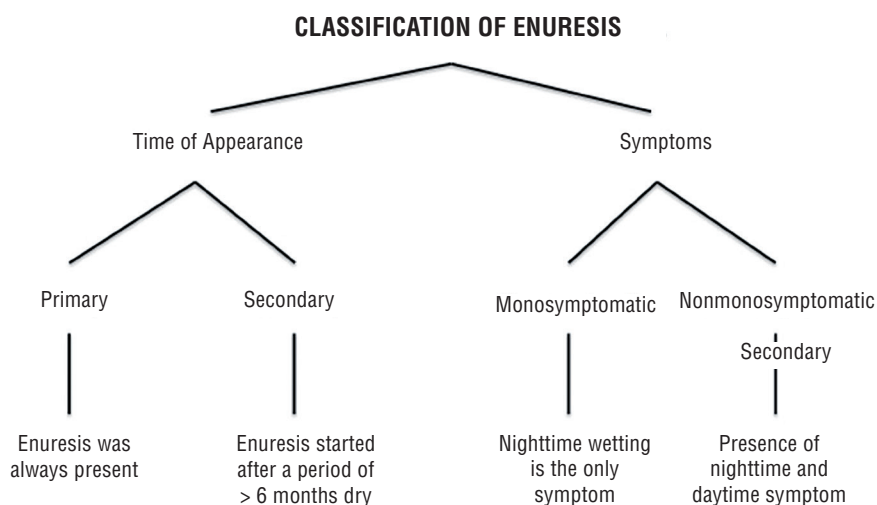 CLASSIFICATION OF ENURESIS
Time of Appearance
Symptoms
Primary
Secondary
Monosymptomatic
Nonmonosymptomatic
Secondary
Enuresis was
always present
Enuresis started
after a period of
> 6 months dry
Nighttime wetting
is the only
symptom
Presence of
nighttime and
daytime symptom